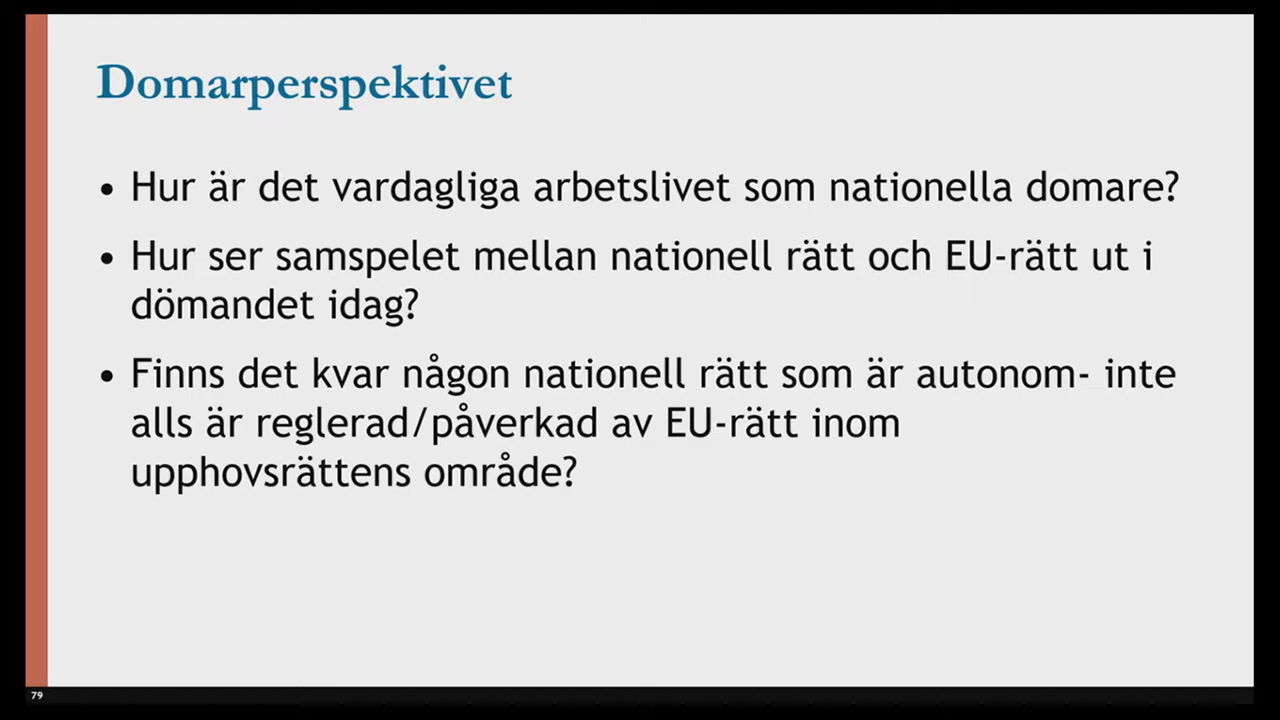 Domarperspektivet
• Hur är det vardagliga arbetslivet som nationella domare?
• Hur ser samspelet mellan nationell rätt och EU-rätt ut i
dömandet idag?
• Finns det kvar någon nationell rätt som är autonom- inte
alls är reglerad/påverkad av EU-rätt inom
upphovsrättens område?
79